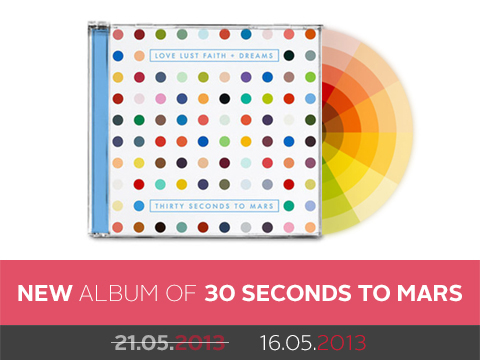 LOVE LUST FAITH + DREAMS
THIRTY SECONDS TO MARS
NEW ALBUM OF 30 SECONDS TO MARS
21.05.2013 16.05.2013